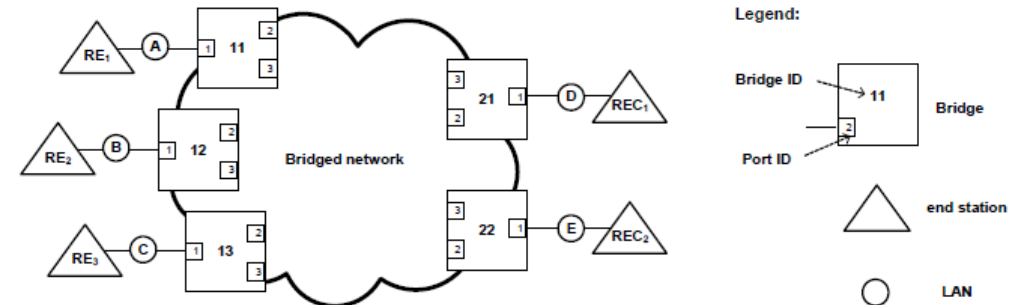 Legend:
RE1
A
1
11
2
3
RE2
B
1
12
2
3
RE3
C
1
13
2
3
Bridged network
3
2
21
1
D
REC1
3
2
22
1
E
REC2
Bridge ID
11
Bridge
2
Port ID
end station
LAN